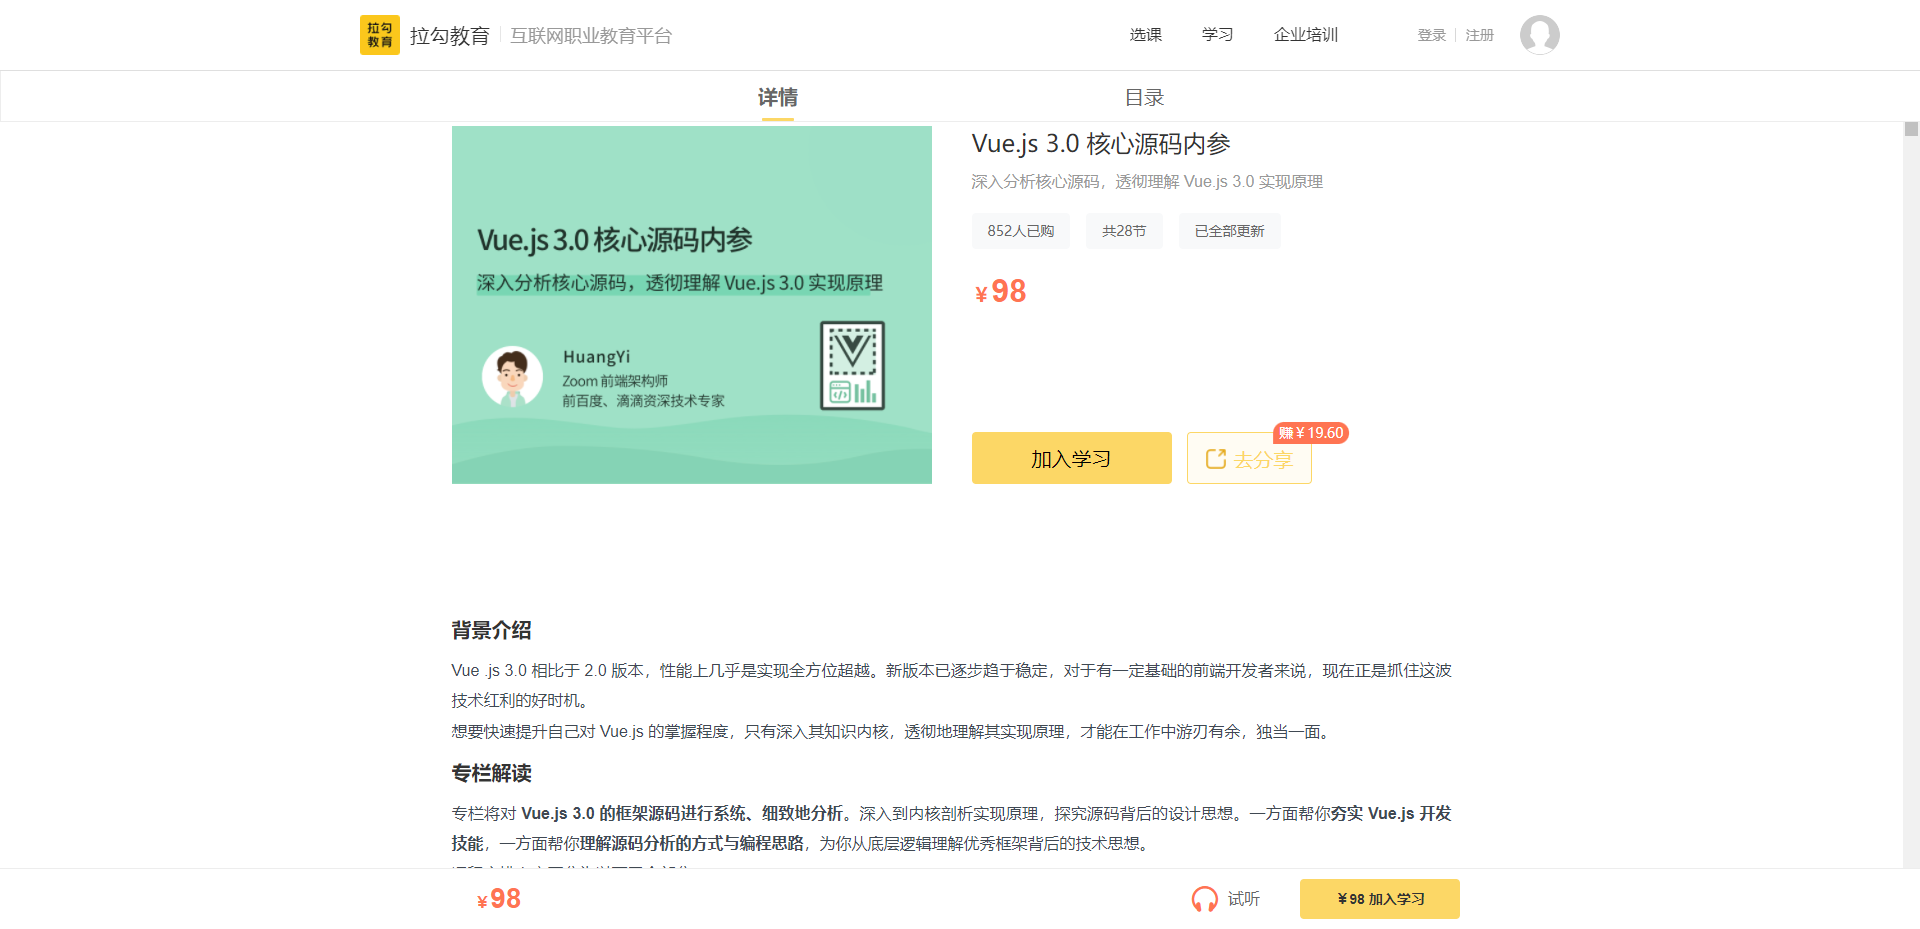 拉勾
教育
拉勾教育 互联网职业教育平台
选课 学习 企业培训 登录 注册
详情 目录
Vue.js 3.0 核心源码内参
深入分析核心源码，透彻理解 Vue.js 3.0 实现原理
HuangYi
Zoom 前端架构师
前百度、滴滴资深技术专家
Vue.js 3.0 核心源码内参
深入分析核心源码，透彻理解 Vue.js 3.0 实现原理
852人已购 共28节 已全部更新
¥98
赚¥19.60
加入学习 去分享
背景介绍
Vue .js 3.0 相比于 2.0 版本，性能上几乎是实现全方位超越。新版本已逐步趋于稳定，对于有一定基础的前端开发者来说，现在正是抓住这波
技术红利的好时机。
想要快速提升自己对 Vue.js 的掌握程度，只有深入其知识内核，透彻地理解其实现原理，才能在工作中游刃有余，独当一面。
专栏解读
专栏将对 Vue.js 3.0 的框架源码进行系统、细致地分析。深入到内核剖析实现原理，探究源码背后的设计思想。一方面帮你夯实 Vue.js 开发
技能，一方面帮你理解源码分析的方式与编程思路，为你从底层逻辑理解优秀框架背后的技术思想。
¥98 试听 ¥98 加入学习